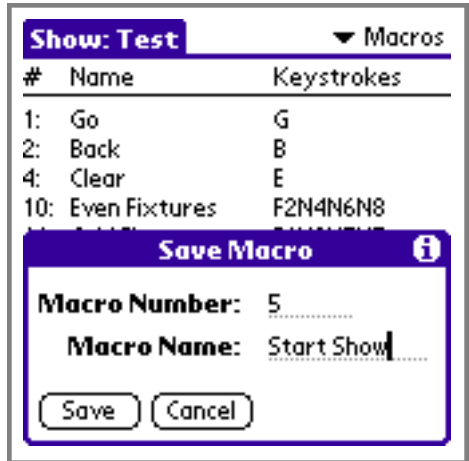 Show: Test ▼ Macros
# Name Keystrokes
1: Go G
2: Back B
4: Clear E
10: Even Fixtures F2N4N6N8
Save Macro
Macro Number: 5
Macro Name: Start Show
Save Cancel